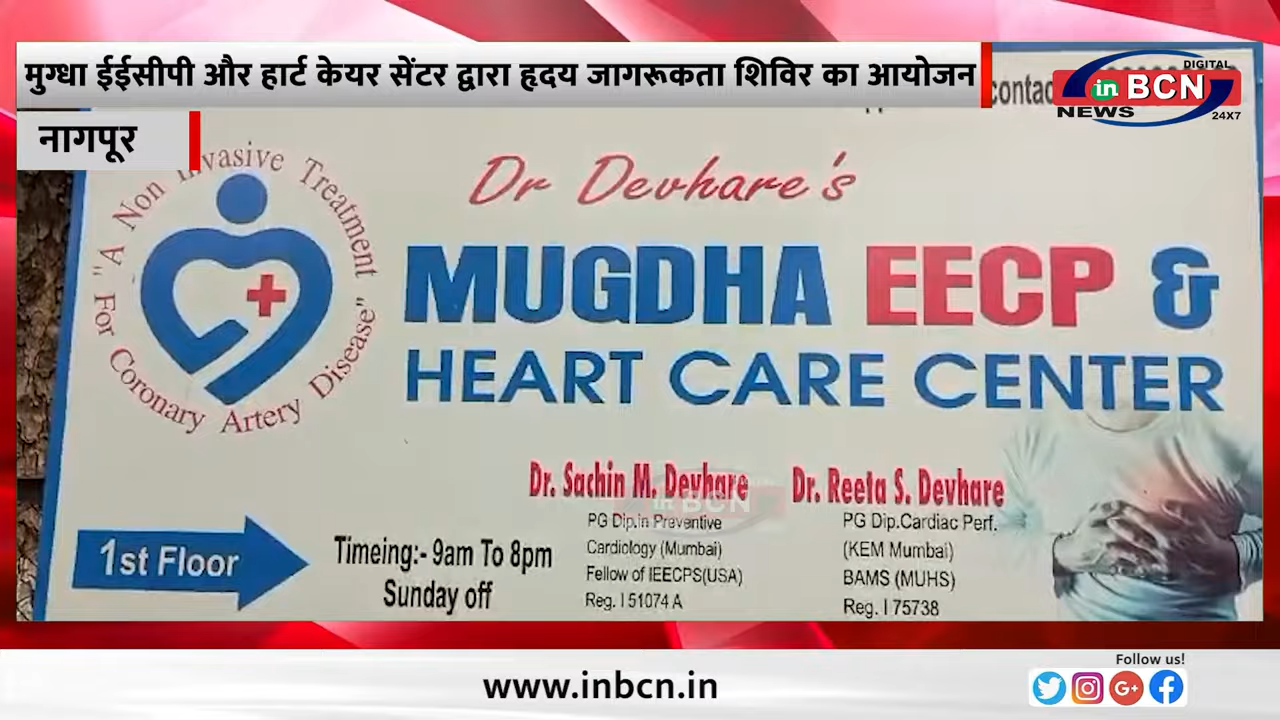 मुग्धा ईईसीपी और हार्ट केयर सेंटर द्वारा हृदय जागरूकता शिविर का आयोजन
DIGITAL
in BCN
NEWS 24X7
नागपूर
"A Non Invasive Treatment For Coronary Artery Disease"
Dr Devhare's
MUGDHA EECP &
HEART CARE CENTER
Dr. Sachin M. Devhare
PG Dip.in Preventive
Cardiology (Mumbai)
Fellow of IEECPS(USA)
Reg. I 51074 A
Dr. Reeta S. Devhare
PG Dip.Cardiac Perf.
(KEM Mumbai)
BAMS (MUHS)
Reg. I 75738
1st Floor
Timeing:- 9am To 8pm
Sunday off
in BCN
www.inbcn.in
Follow us!